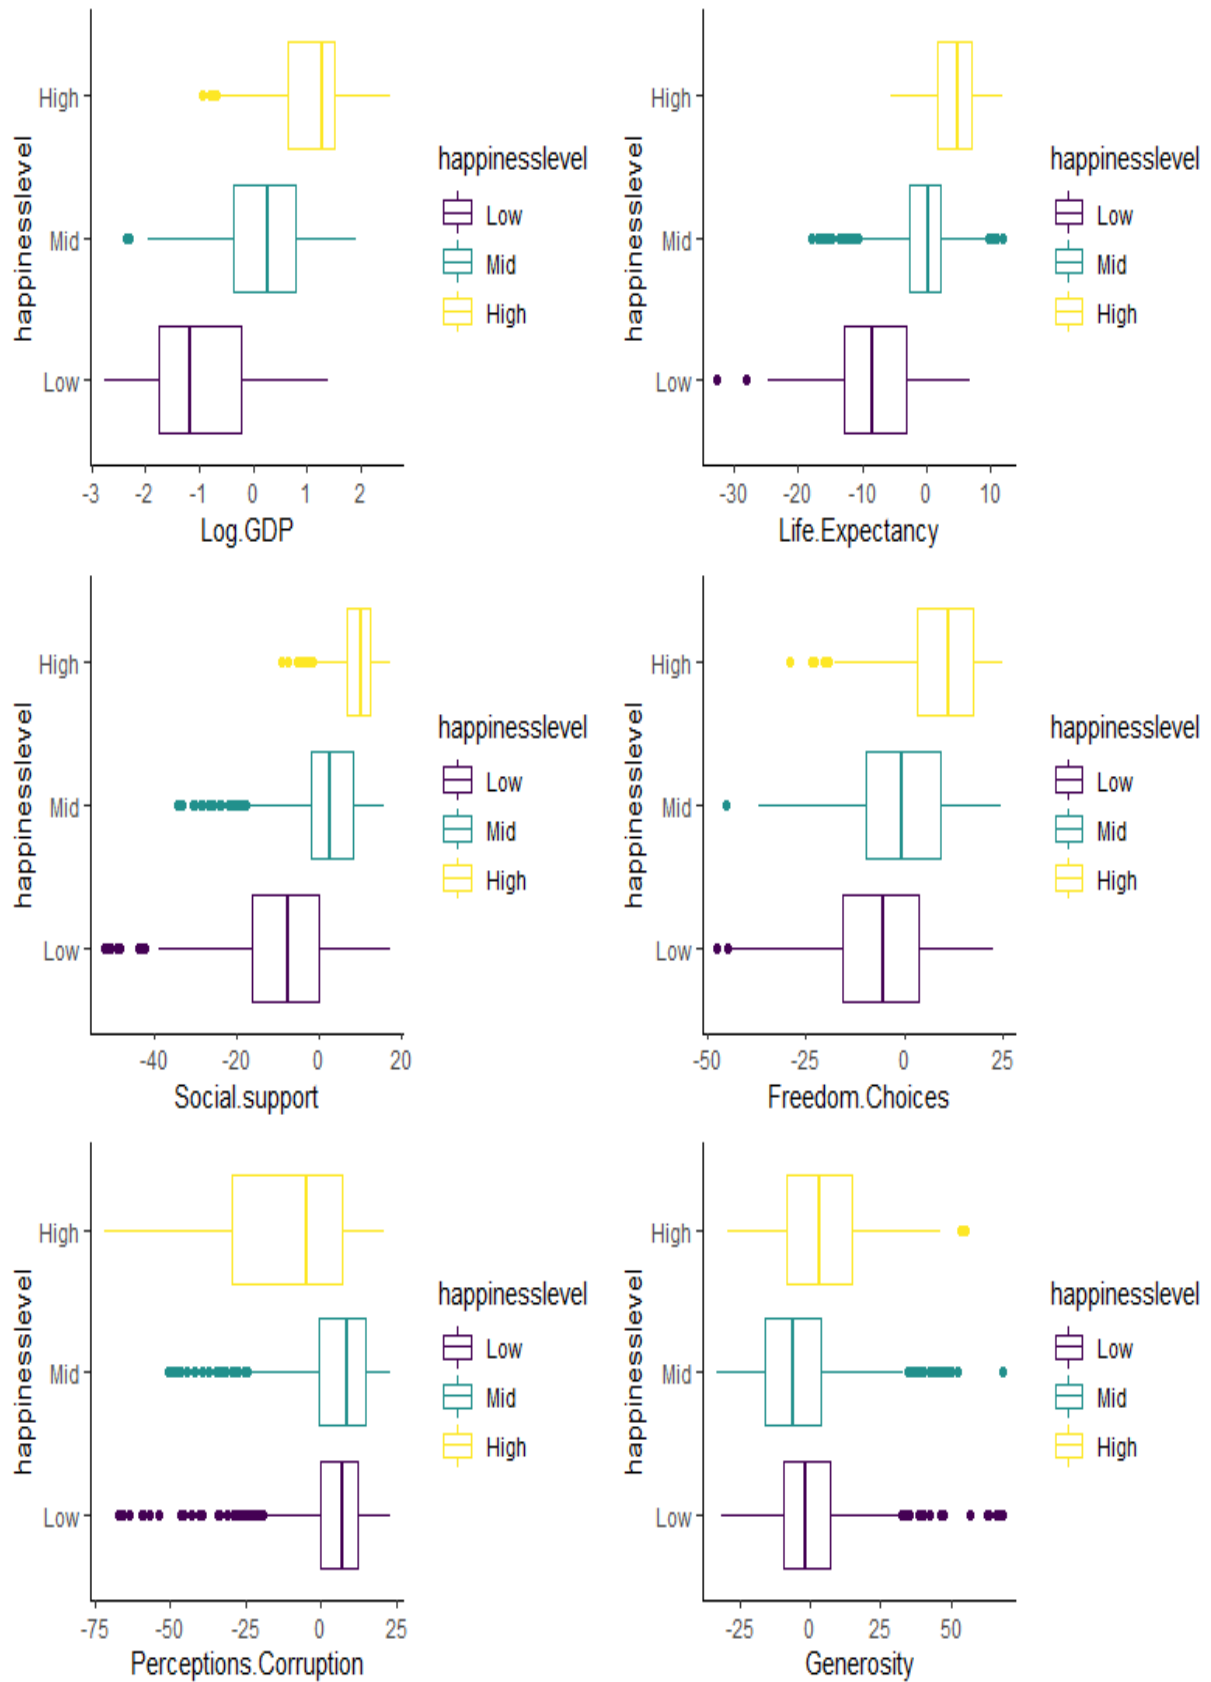 happinesslevel
High
Mid
Low
-3 -2 -1 0 1 2
Log.GDP
happinesslevel
Low
Mid
High
happinesslevel
High
Mid
Low
-30 -20 -10 0 10
Life.Expectancy
happinesslevel
Low
Mid
High
happinesslevel
High
Mid
Low
-40 -20 0 20
Social.support
happinesslevel
Low
Mid
High
happinesslevel
High
Mid
Low
-50 -25 0 25
Freedom.Choices
happinesslevel
Low
Mid
High
happinesslevel
High
Mid
Low
-75 -50 -25 0 25
Perceptions.Corruption
happinesslevel
Low
Mid
High
happinesslevel
High
Mid
Low
-25 0 25 50
Generosity
happinesslevel
Low
Mid
High